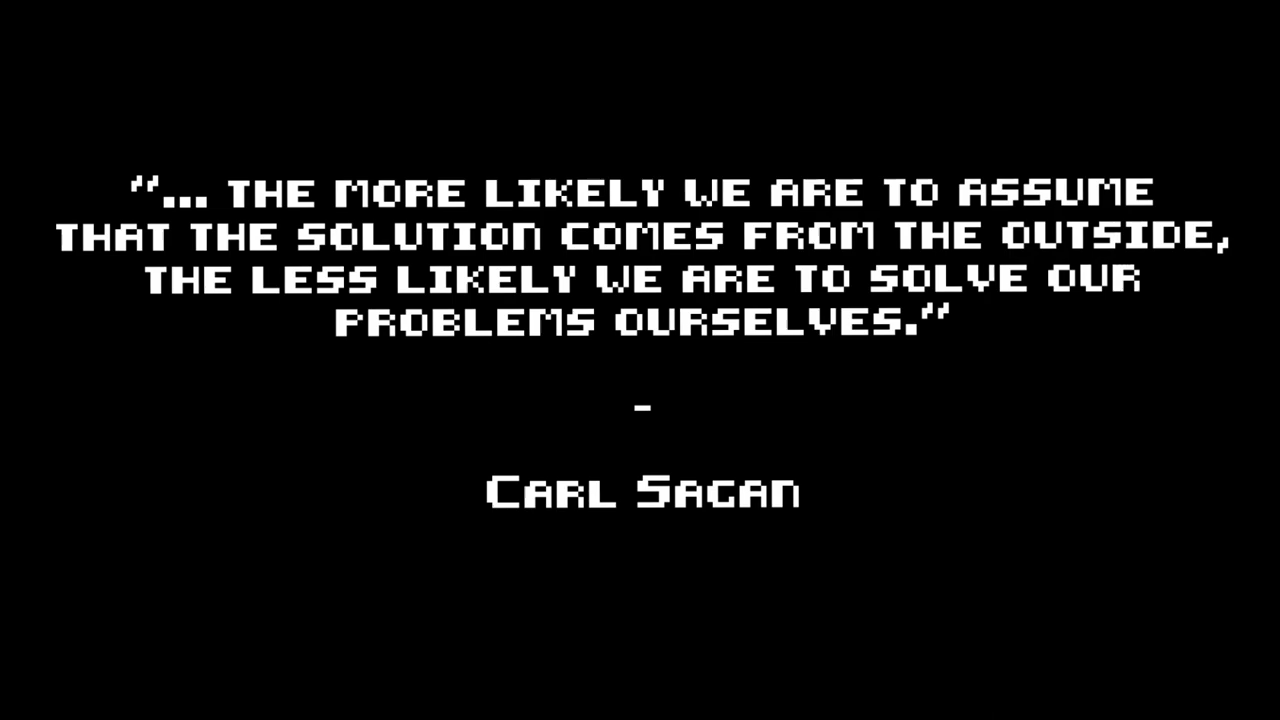 "... THE MORE LIKELY WE ARE TO ASSUME
THAT THE SOLUTION COMES FROM THE OUTSIDE,
THE LESS LIKELY WE ARE TO SOLVE OUR
PROBLEMS OURSELVES."
-
CARL SAGAN